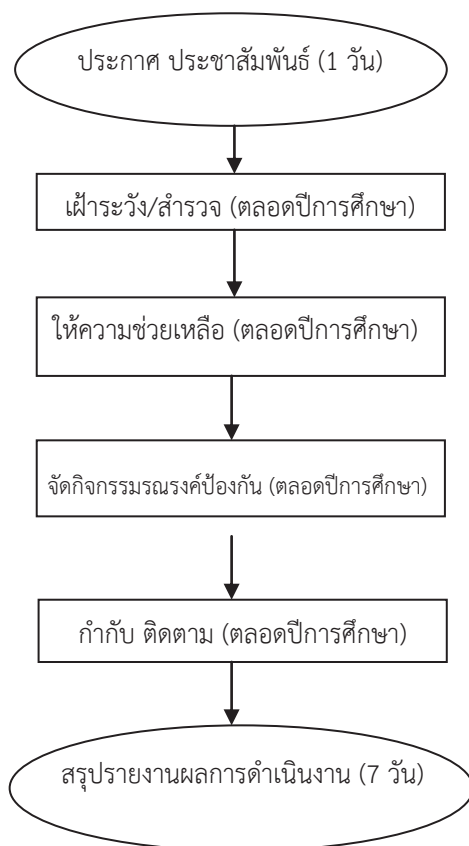 ประกาศ ประชาสัมพันธ์ (1 วัน)
เฝ้าระวัง/สำรวจ (ตลอดปีการศึกษา)
ให้ความช่วยเหลือ (ตลอดปีการศึกษา)
จัดกิจกรรมรณรงค์ป้องกัน (ตลอดปีการศึกษา)
กำกับ ติดตาม (ตลอดปีการศึกษา)
สรุปรายงานผลการดำเนินงาน (7 วัน)